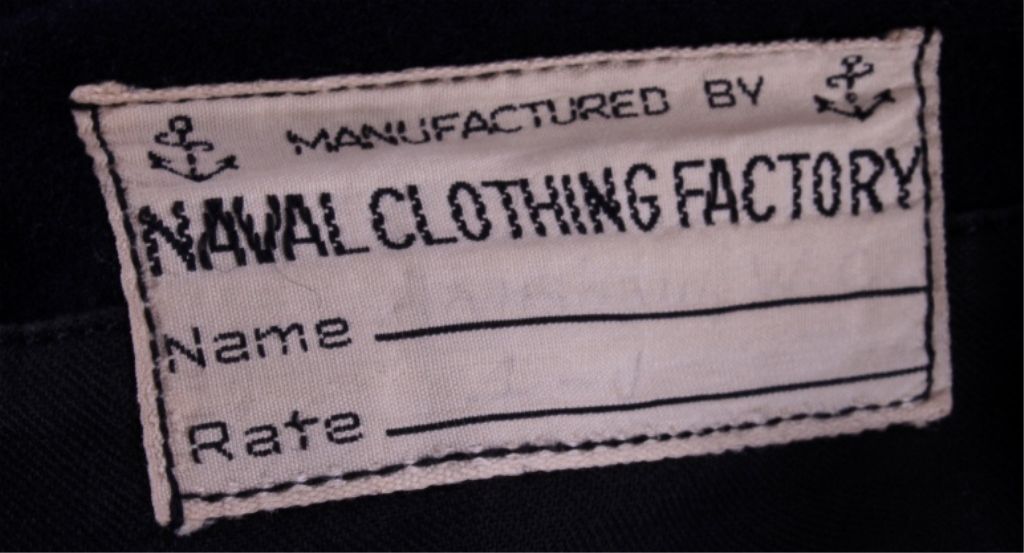 MANUFACTURED BY
NAVAL CLOTHING FACTORY
Name
Rate